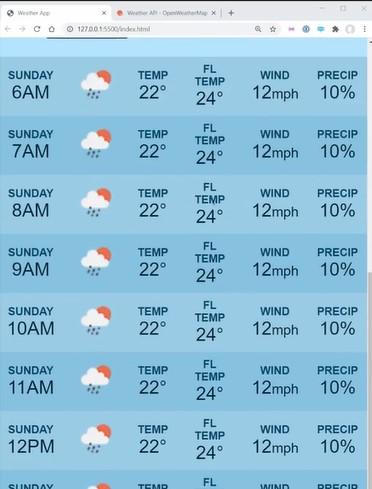 Weather App
Weather API - OpenWeatherMap
127.0.0.1:5500/index.html
SUNDAY TEMP FL TEMP WIND PRECIP
6AM 22° 24° 12mph 10%
SUNDAY TEMP FL TEMP WIND PRECIP
7AM 22° 24° 12mph 10%
SUNDAY TEMP FL TEMP WIND PRECIP
8AM 22° 24° 12mph 10%
SUNDAY TEMP FL TEMP WIND PRECIP
9AM 22° 24° 12mph 10%
SUNDAY TEMP FL TEMP WIND PRECIP
10AM 22° 24° 12mph 10%
SUNDAY TEMP FL TEMP WIND PRECIP
11AM 22° 24° 12mph 10%
SUNDAY TEMP FL TEMP WIND PRECIP
12PM 22° 24° 12mph 10%
SUNDAY TEMP FL TEMP WIND PRECIP